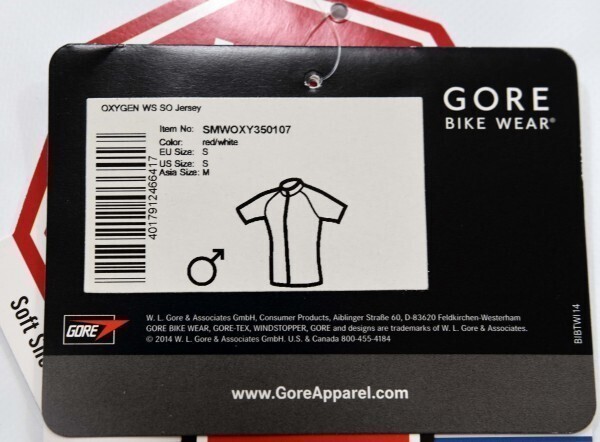 GORE
BIKE WEAR®
OXYGEN WS SO Jersey
Item No: SMWOXY350107
Color: red/white
EU Size: S
US Size: S
Asia Size: M
4017912466417
GORE
W. L. Gore & Associates GmbH, Consumer Products, Aiblinger Straße 60, D-83620 Feldkirchen-Westerham
GORE BIKE WEAR, GORE-TEX, WINDSTOPPER, GORE and designs are trademarks of W. L. Gore & Associates.
© 2014 W. L. Gore & Associates GmbH. U.S. & Canada 800-455-4184
BIBTWI14
www.GoreApparel.com
Soft